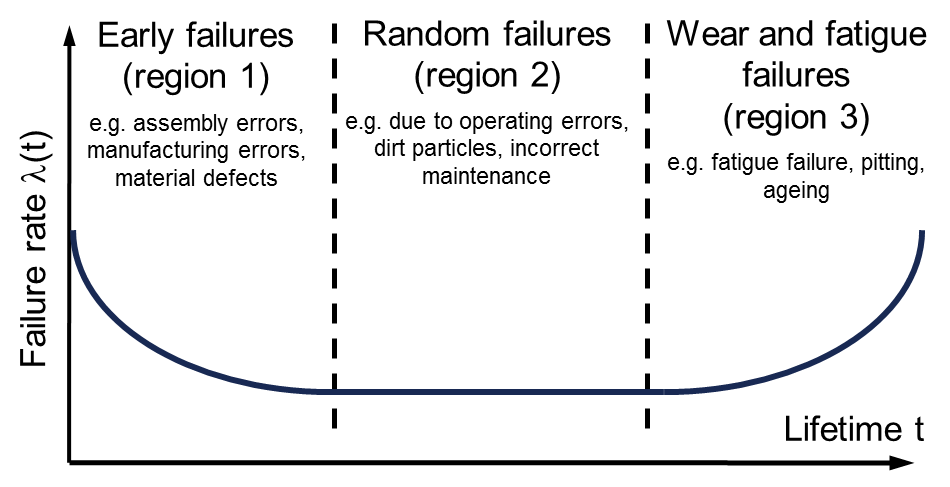 Early failures
(region 1)
e.g. assembly errors,
manufacturing errors,
material defects
Random failures
(region 2)
e.g. due to operating errors,
dirt particles, incorrect
maintenance
Wear and fatigue
failures
(region 3)
e.g. fatigue failure, pitting,
ageing
Failure rate λ(t)
Lifetime t